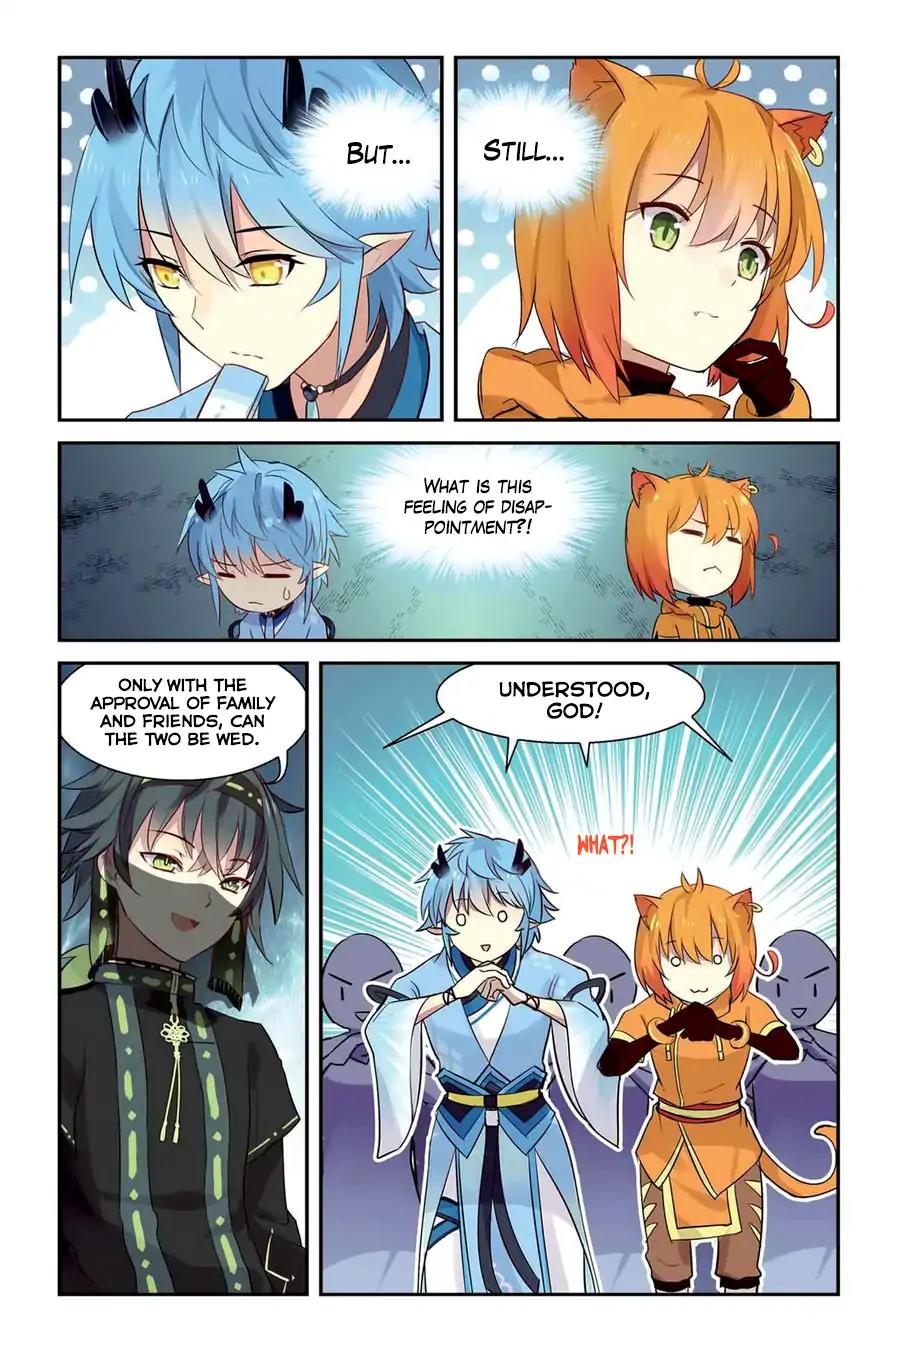 BUT...
STILL...
WHAT IS THIS
FEELING OF DISAP-
POINTMENT?!
ONLY WITH THE
APPROVAL OF FAMILY
AND FRIENDS, CAN
THE TWO BE WED.
UNDERSTOOD,
GOD!
WHAT?!